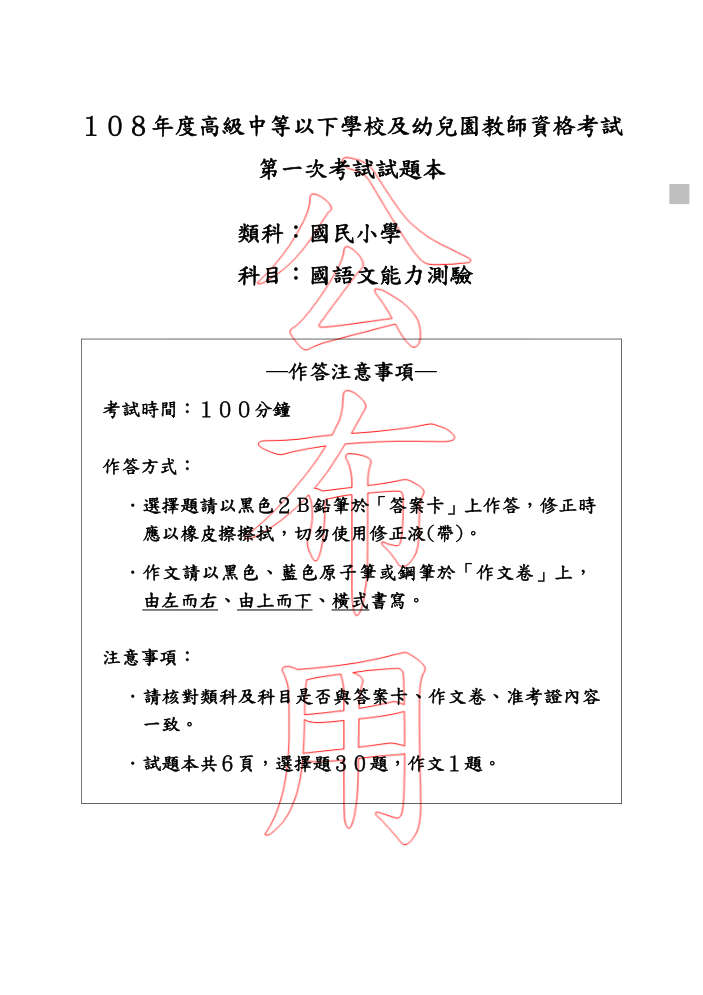 １０８年度高級中等以下學校及幼兒園教師資格考試
第一次考試試題本
類科：國民小學
科目：國語文能力測驗
—作答注意事項—
考試時間：１００分鐘
作答方式：
．選擇題請以黑色２Ｂ鉛筆於「答案卡」上作答，修正時
應以橡皮擦擦拭，切勿使用修正液(帶)。
．作文請以黑色、藍色原子筆或鋼筆於「作文卷」上，
由左而右、由上而下、橫式書寫。
注意事項：
．請核對類科及科目是否與答案卡、作文卷、准考證內容
一致。
．試題本共６頁，選擇題３０題，作文１題。
公布用